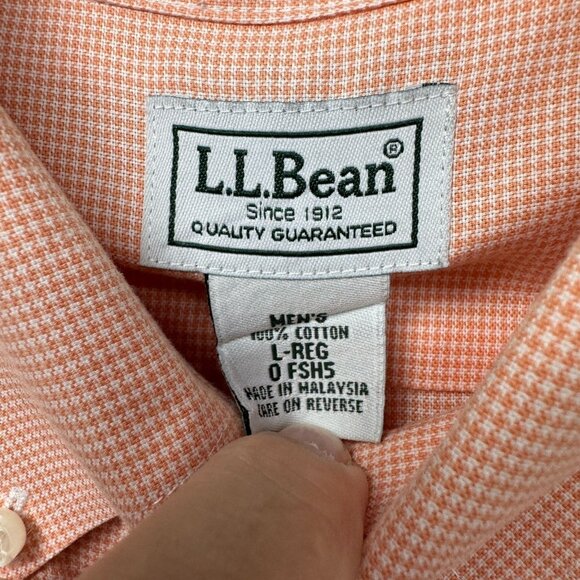 L.L.Bean®
Since 1912
QUALITY GUARANTEED
MEN'S
100% COTTON
L-REG
0 FSH5
MADE IN MALAYSIA
CARE ON REVERSE